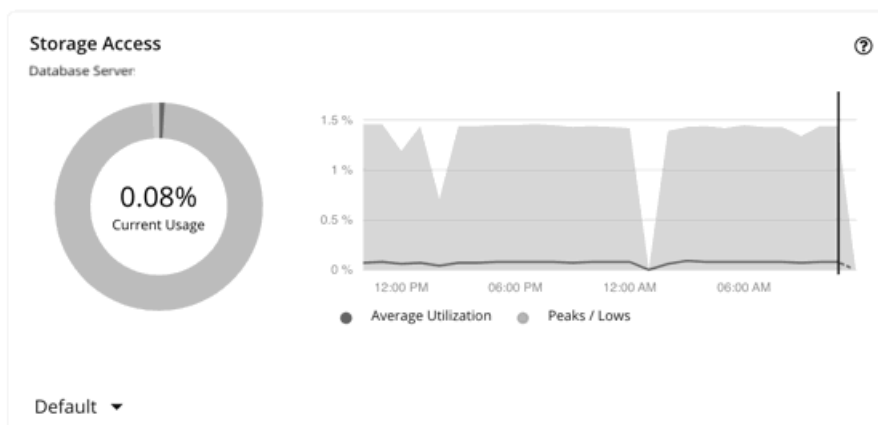 Storage Access
Database Server
0.08%
Current Usage
1.5 %
1 %
0.5 %
0 %
12:00 PM 06:00 PM 12:00 AM 06:00 AM
Average Utilization Peaks / Lows
Default